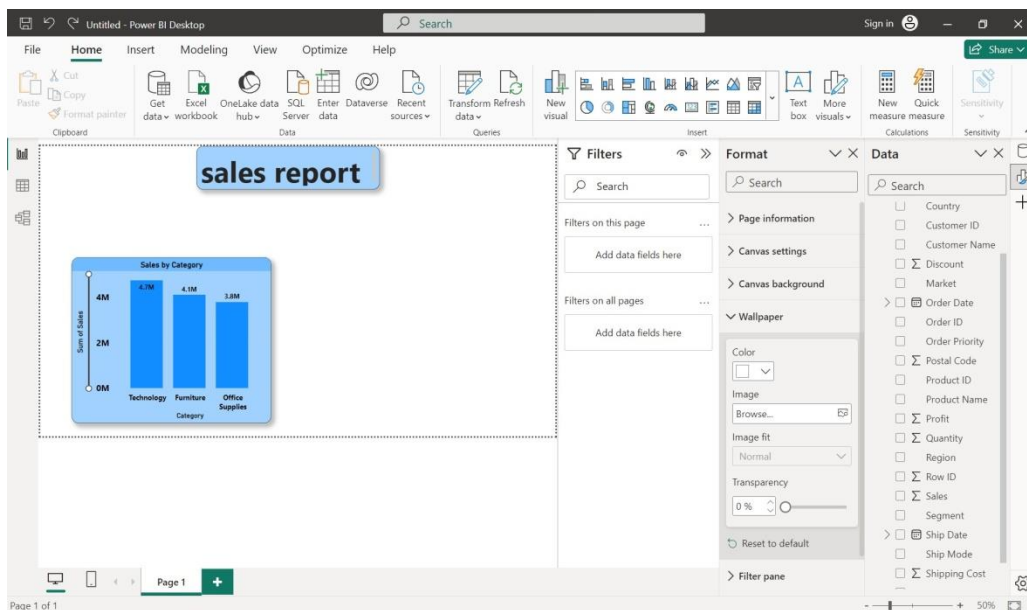 Untitled - Power BI Desktop
Search
Sign in
File Home Insert Modeling View Optimize Help
Share
Paste
Cut
Copy
Format painter
Clipboard
Get data
Excel workbook
OneLake data hub
SQL Server
Enter data
Dataverse
Recent sources
Data
Transform data
Refresh
Queries
New visual
Text box
More visuals
Insert
New measure
Quick measure
Calculations
Sensitivity
Sensitivity
sales report
Sales by Category
4M
2M
0M
Sum of Sales
4.7M
4.1M
3.8M
Technology
Furniture
Office Supplies
Category
Filters
Search
Filters on this page ...
Add data fields here
Filters on all pages ...
Add data fields here
Format
Search
Page information
Canvas settings
Canvas background
Wallpaper
Color
Image
Browse...
Image fit
Normal
Transparency
0 %
Reset to default
Filter pane
Data
Search
Country
Customer ID
Customer Name
Discount
Market
Order Date
Order ID
Order Priority
Postal Code
Product ID
Product Name
Profit
Quantity
Region
Row ID
Sales
Segment
Ship Date
Ship Mode
Shipping Cost
Page 1
Page 1 of 1
50%